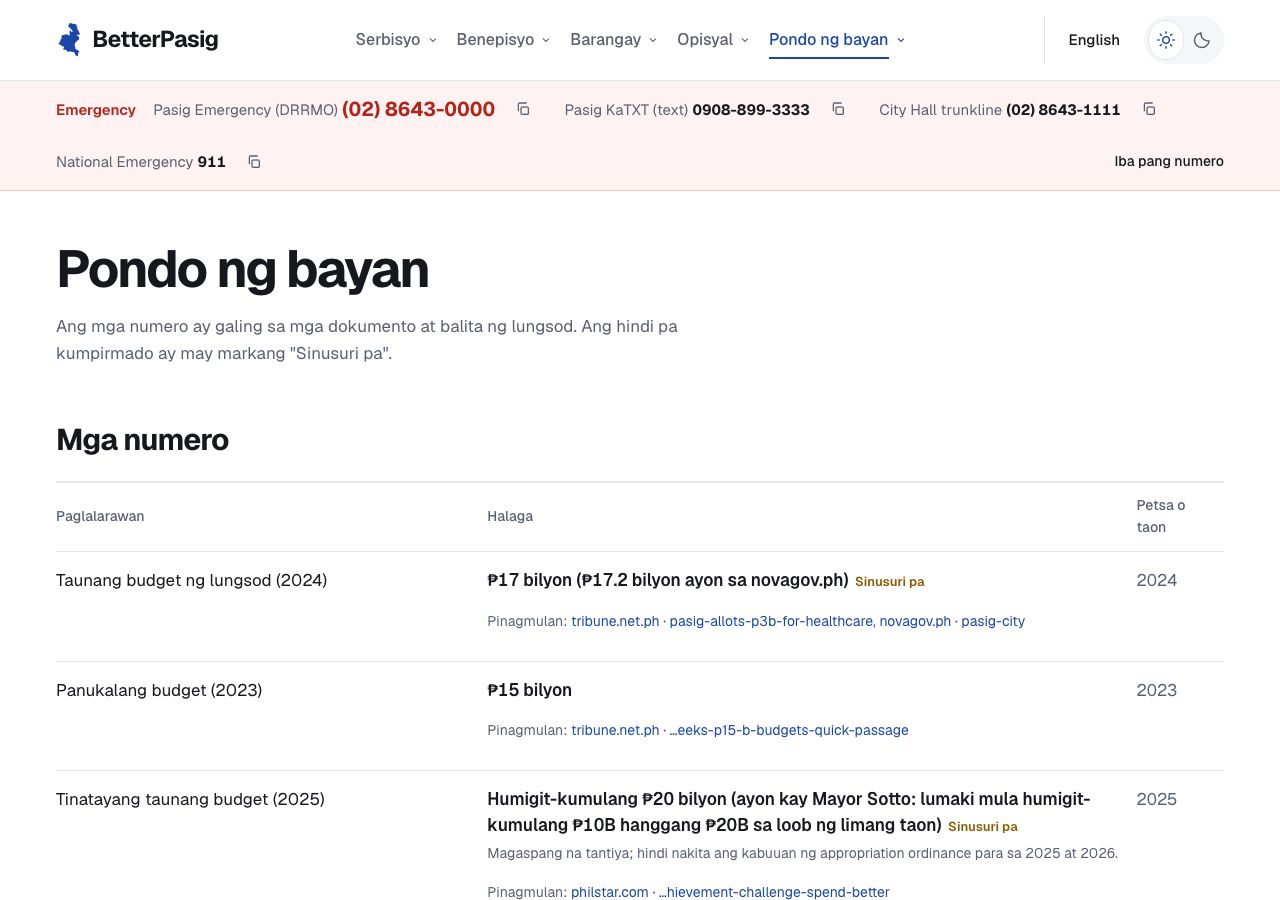 BetterPasig
Serbisyo
Benepisyo
Barangay
Opisyal
Pondo ng bayan
English
Emergency Pasig Emergency (DRRMO) (02) 8643-0000
Pasig KaTXT (text) 0908-899-3333
City Hall trunkline (02) 8643-1111
National Emergency 911
Iba pang numero
Pondo ng bayan
Ang mga numero ay galing sa mga dokumento at balita ng lungsod. Ang hindi pa
kumpirmado ay may markang "Sinusuri pa".
Mga numero
Paglalarawan
Halaga
Petsa o
taon
Taunang budget ng lungsod (2024)
₱17 bilyon (₱17.2 bilyon ayon sa novagov.ph) Sinusuri pa
2024
Pinagmulan: tribune.net.ph · pasig-allots-p3b-for-healthcare, novagov.ph · pasig-city
Panukalang budget (2023)
₱15 bilyon
2023
Pinagmulan: tribune.net.ph · …eeks-p15-b-budgets-quick-passage
Tinatayang taunang budget (2025)
Humigit-kumulang ₱20 bilyon (ayon kay Mayor Sotto: lumaki mula humigit-
kumulang ₱10B hanggang ₱20B sa loob ng limang taon) Sinusuri pa
2025
Magaspang na tantiya; hindi nakita ang kabuuan ng appropriation ordinance para sa 2025 at 2026.
Pinagmulan: philstar.com · …hievement-challenge-spend-better